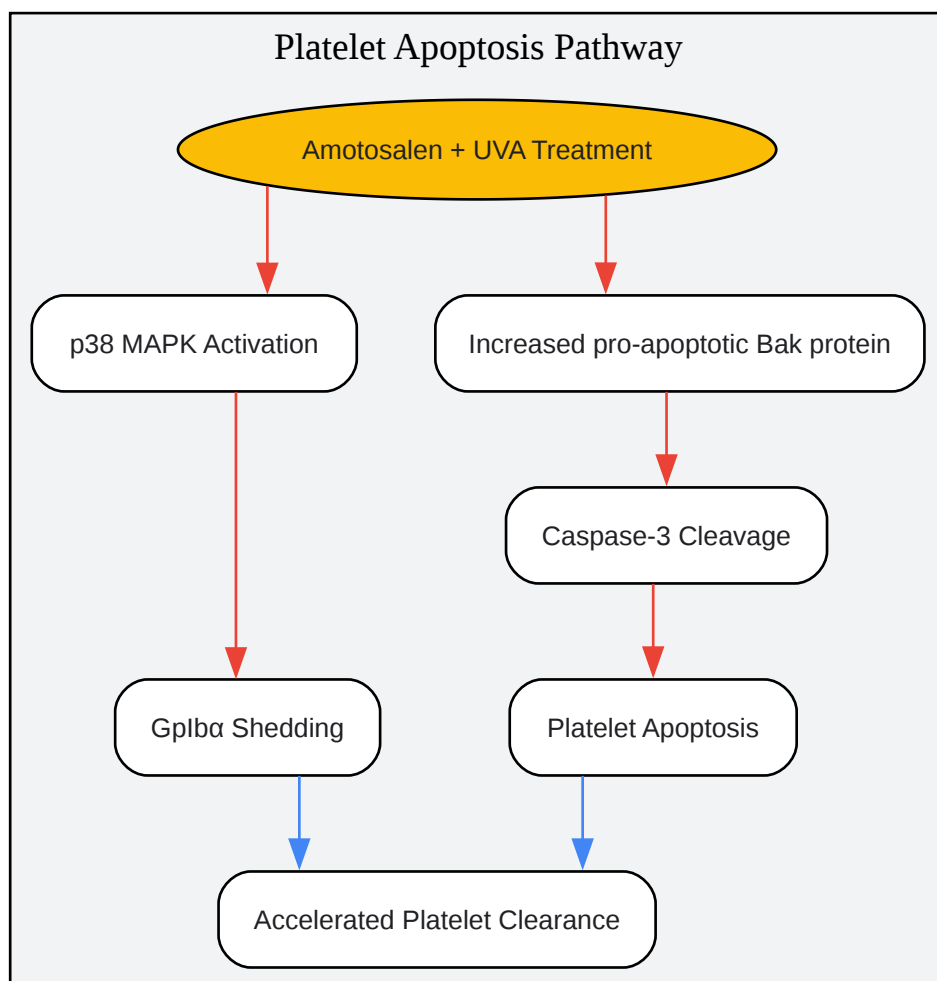 Platelet Apoptosis Pathway
Amotosalen + UVA Treatment
p38 MAPK Activation
Increased pro-apoptotic Bak protein
Caspase-3 Cleavage
GpIbα Shedding
Platelet Apoptosis
Accelerated Platelet Clearance